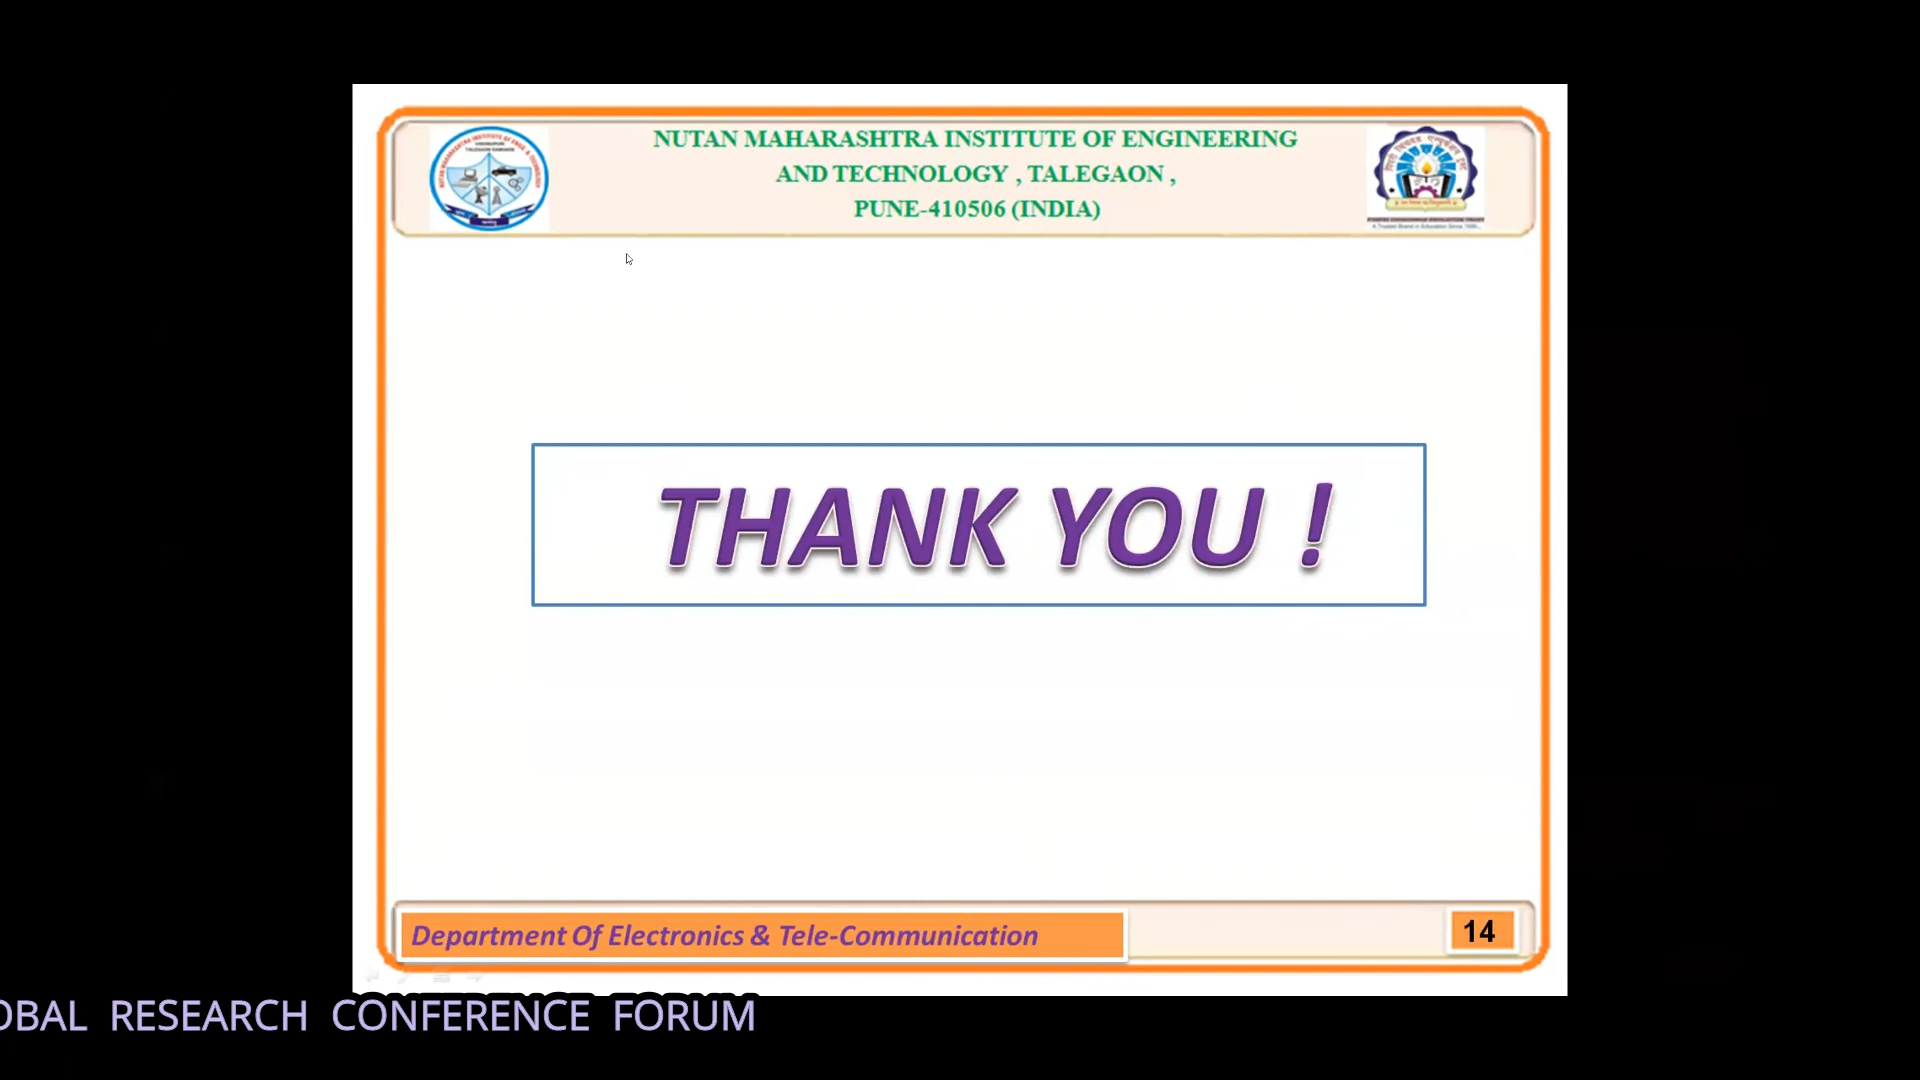 NUTAN MAHARASHTRA INSTITUTE OF ENGINEERING
AND TECHNOLOGY , TALEGAON ,
PUNE-410506 (INDIA)
THANK YOU !
Department Of Electronics & Tele-Communication
14
OBAL RESEARCH CONFERENCE FORUM